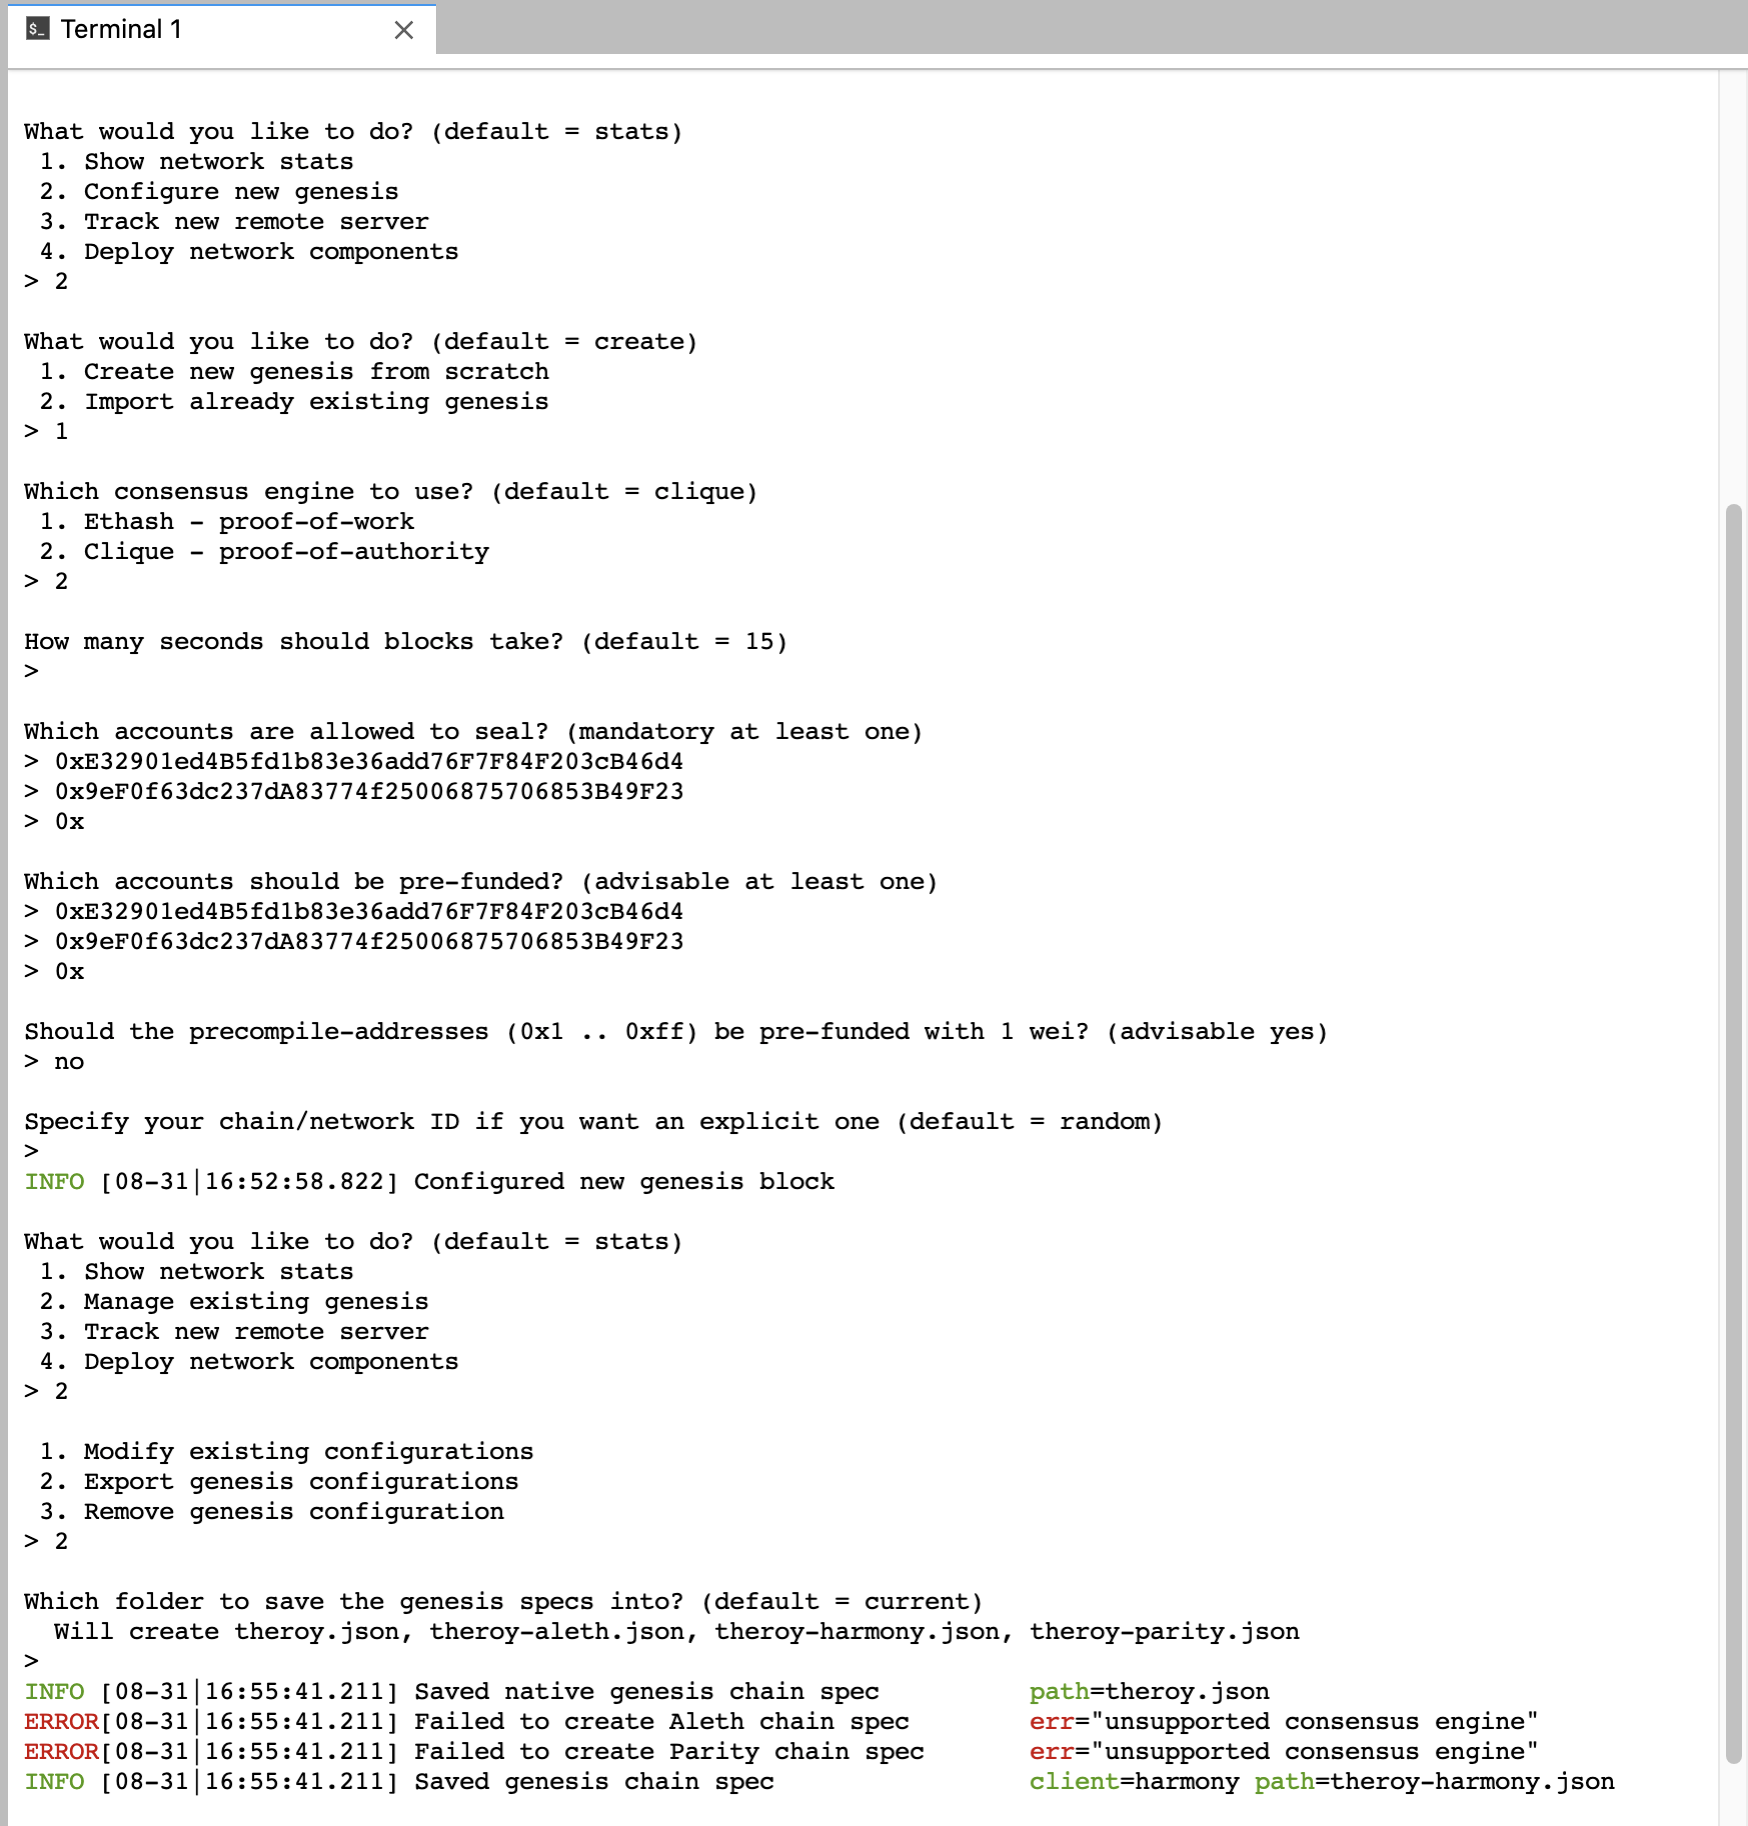 $_ Terminal 1
What would you like to do? (default = stats)
1. Show network stats
2. Configure new genesis
3. Track new remote server
4. Deploy network components
> 2
What would you like to do? (default = create)
1. Create new genesis from scratch
2. Import already existing genesis
> 1
Which consensus engine to use? (default = clique)
1. Ethash - proof-of-work
2. Clique - proof-of-authority
> 2
How many seconds should blocks take? (default = 15)
>
Which accounts are allowed to seal? (mandatory at least one)
> 0xE32901ed4B5fd1b83e36add76F7F84F203cB46d4
> 0x9eF0f63dc237dA83774f25006875706853B49F23
> 0x
Which accounts should be pre-funded? (advisable at least one)
> 0xE32901ed4B5fd1b83e36add76F7F84F203cB46d4
> 0x9eF0f63dc237dA83774f25006875706853B49F23
> 0x
Should the precompile-addresses (0x1 .. 0xff) be pre-funded with 1 wei? (advisable yes)
> no
Specify your chain/network ID if you want an explicit one (default = random)
>
INFO [08-31|16:52:58.822] Configured new genesis block
What would you like to do? (default = stats)
1. Show network stats
2. Manage existing genesis
3. Track new remote server
4. Deploy network components
> 2
1. Modify existing configurations
2. Export genesis configurations
3. Remove genesis configuration
> 2
Which folder to save the genesis specs into? (default = current)
Will create theroy.json, theroy-aleth.json, theroy-harmony.json, theroy-parity.json
>
INFO [08-31|16:55:41.211] Saved native genesis chain spec path=theroy.json
ERROR[08-31|16:55:41.211] Failed to create Aleth chain spec err="unsupported consensus engine"
ERROR[08-31|16:55:41.211] Failed to create Parity chain spec err="unsupported consensus engine"
INFO [08-31|16:55:41.211] Saved genesis chain spec client=harmony path=theroy-harmony.json